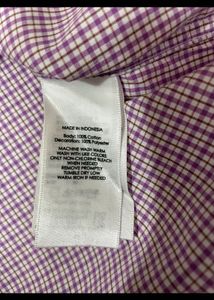 MADE IN INDONESIA
Body: 100% Cotton
Decoration: 100% Polyester
MACHINE WASH WARM
WASH WITH LIKE COLORS
ONLY NON-CHLORINE BLEACH
WHEN NEEDED
REMOVE PROMPTLY
TUMBLE DRY LOW
WARM IRON IF NEEDED